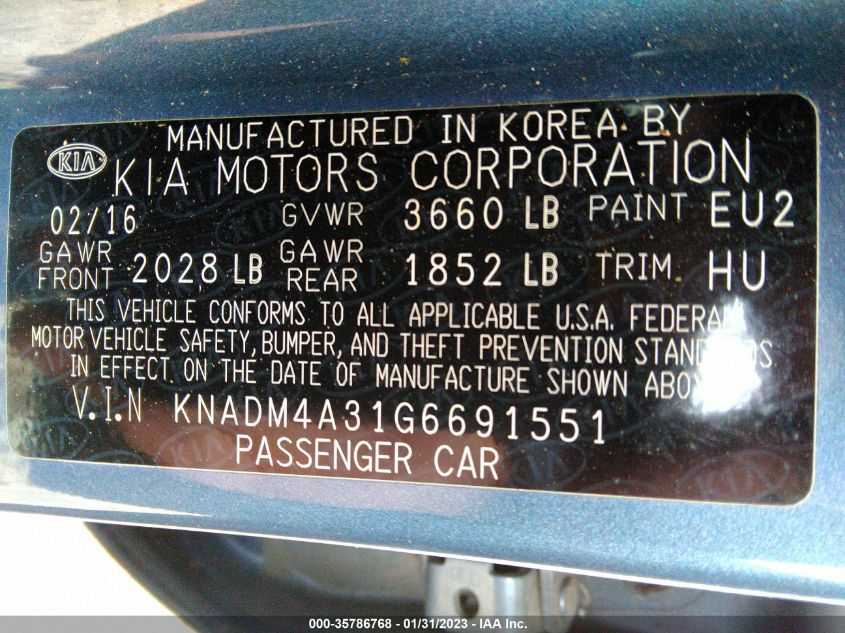 MANUFACTURED IN KOREA BY
KIA KIA MOTORS CORPORATION
02/16 GVWR 3660 LB PAINT EU2
GAWR FRONT 2028 LB GAWR REAR 1852 LB TRIM HU
THIS VEHICLE CONFORMS TO ALL APPLICABLE U.S.A. FEDERAL
MOTOR VEHICLE SAFETY, BUMPER, AND THEFT PREVENTION STANDARDS
IN EFFECT ON THE DATE OF MANUFACTURE SHOWN ABOVE
V.I.N KNADM4A31G6691551
PASSENGER CAR
000-35786768 - 01/31/2023 - IAA Inc.